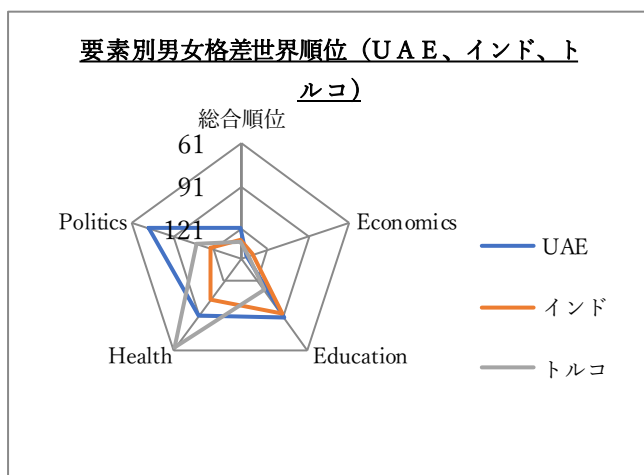 要素別男女格差世界順位（ＵＡＥ、インド、ト
ルコ）
総合順位
61
91
121
Politics
Economics
Health
Education
UAE
インド
トルコ